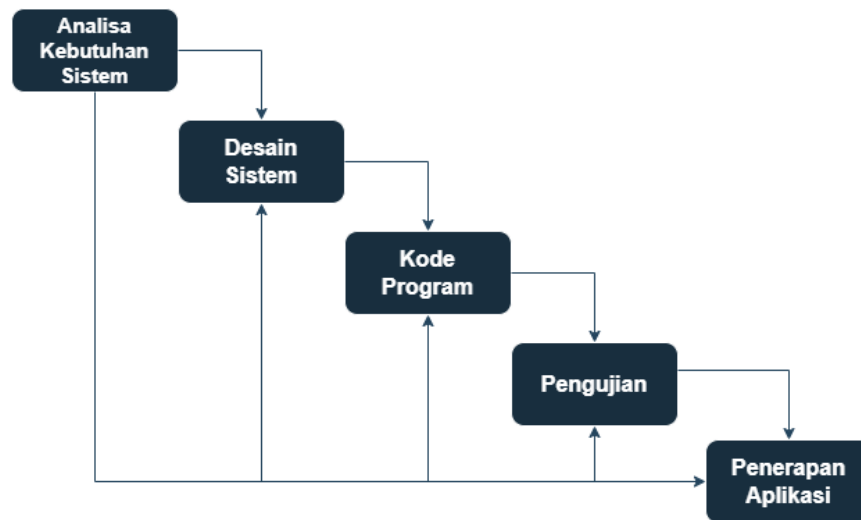 Analisa
Kebutuhan
Sistem
Desain
Sistem
Kode
Program
Pengujian
Penerapan
Aplikasi